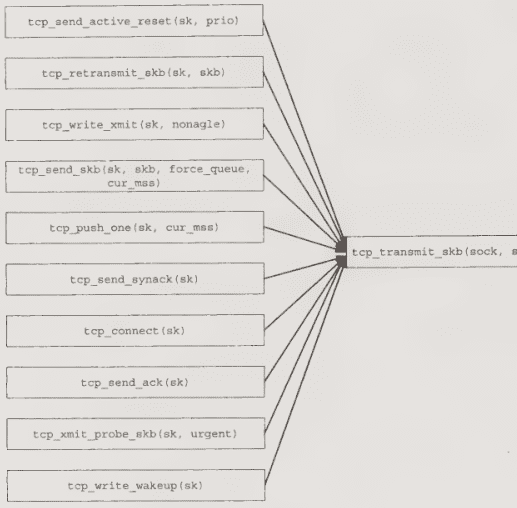 tcp_send_active_reset(sk, prio)
tcp_retransmit_skb(sk, skb)
tcp_write_xmit(sk, nonagle)
tcp_send_skb(sk, skb, force_queue,
cur_mss)
tcp_push_one(sk, cur_mss)
tcp_transmit_skb(sock, s
tcp_send_synack(sk)
tcp_connect(sk)
tcp_send_ack(sk)
tcp_xmit_probe_skb(sk, urgent)
tcp_write_wakeup(sk)